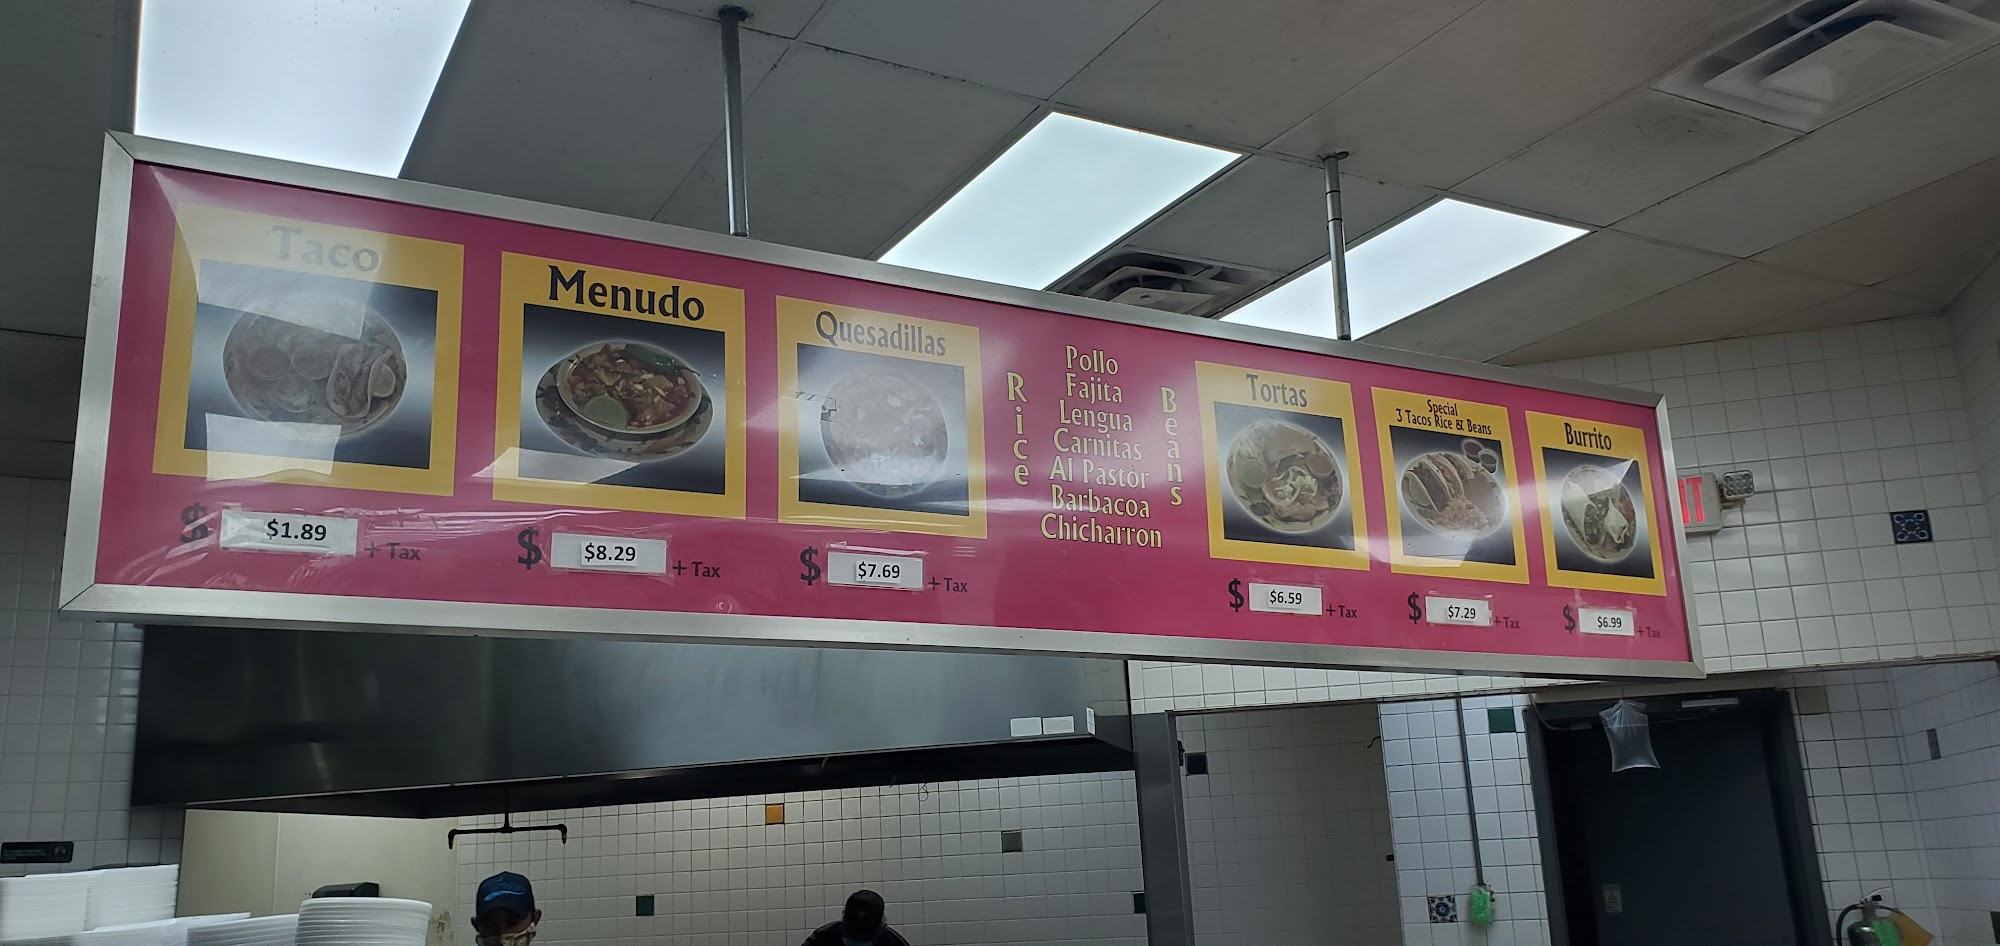 Taco
$ $1.89 + Tax
Menudo
$ $8.29 + Tax
Quesadillas
$ $7.69 + Tax
Rice
Pollo
Fajita
Lengua
Carnitas
Al Pastor
Barbacoa
Chicharron
Beans
Tortas
$ $6.59 + Tax
Special
3 Tacos Rice & Beans
$ $7.29 + Tax
Burrito
$ $6.99 + Tax
IT